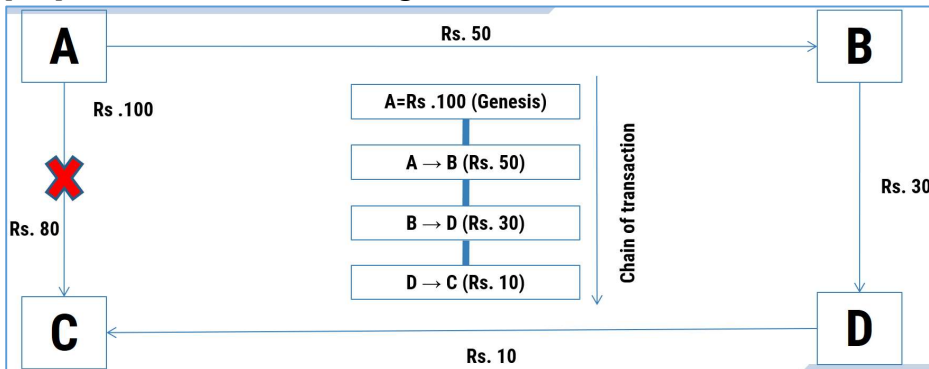 A
Rs. 50
B
Rs .100
A=Rs .100 (Genesis)
A → B (Rs. 50)
B → D (Rs. 30)
D → C (Rs. 10)
Chain of transaction
Rs. 30
Rs. 80
C
Rs. 10
D